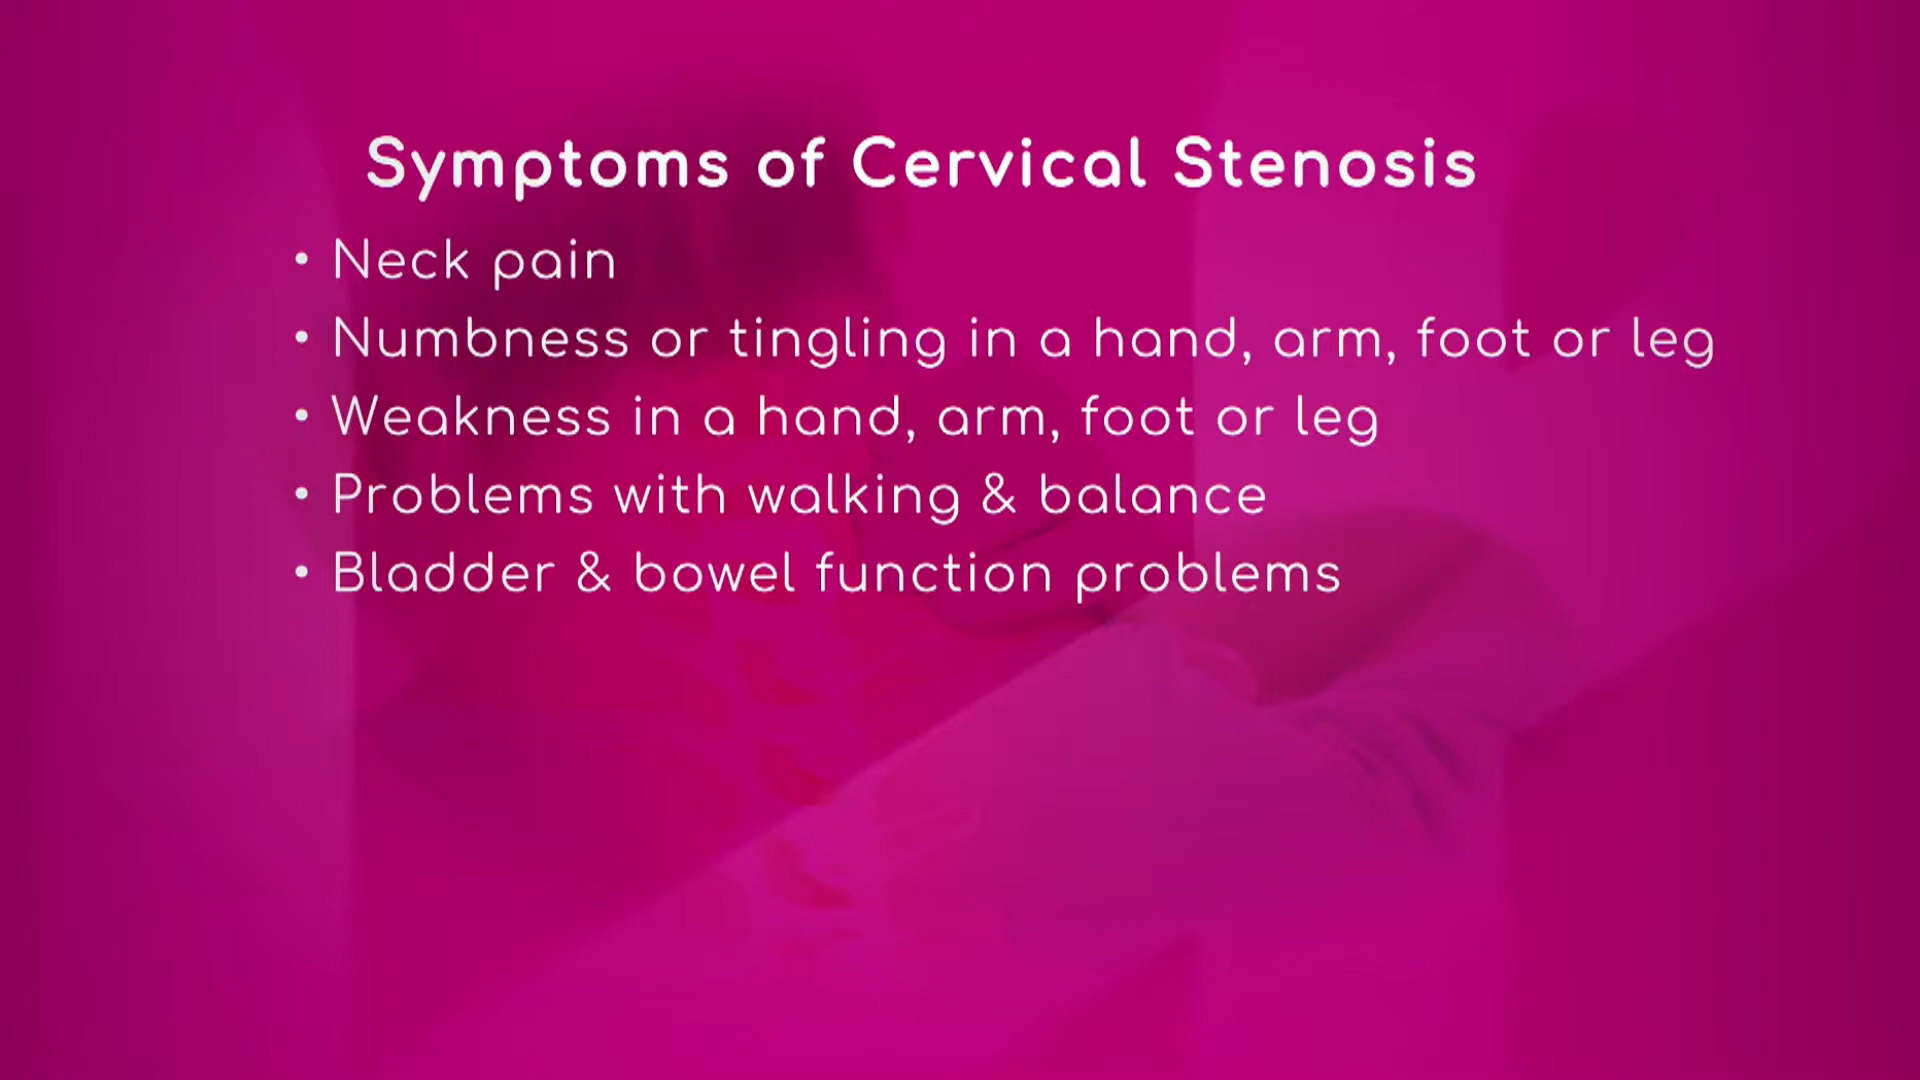 Symptoms of Cervical Stenosis
• Neck pain
• Numbness or tingling in a hand, arm, foot or leg
• Weakness in a hand, arm, foot or leg
• Problems with walking & balance
• Bladder & bowel function problems